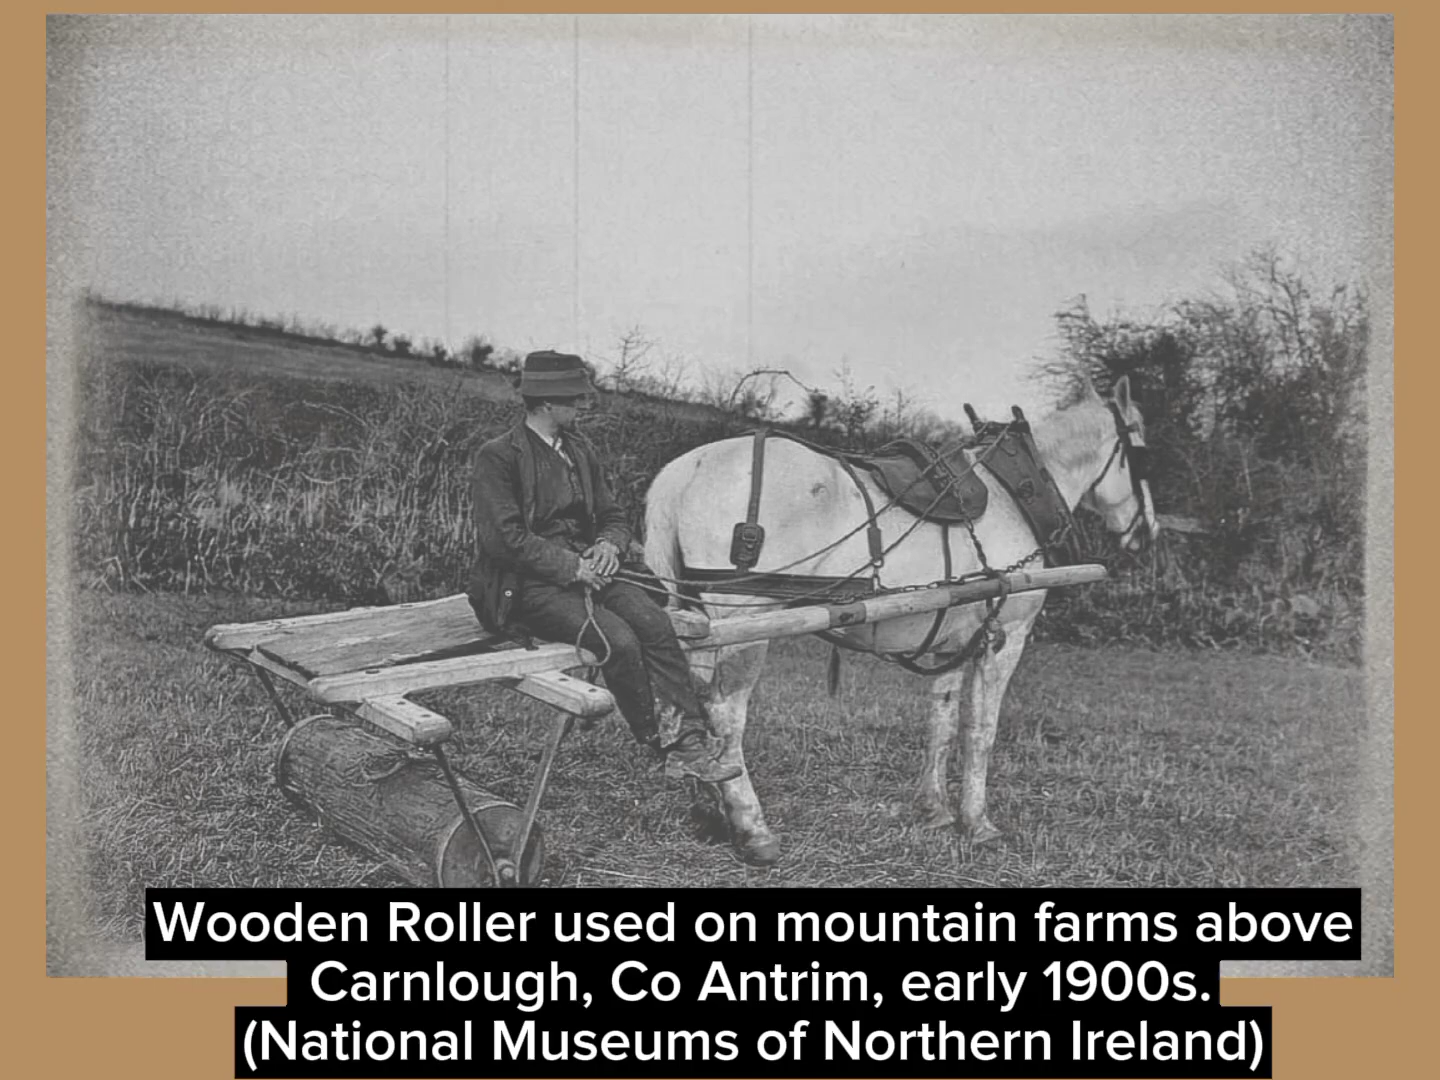 Wooden Roller used on mountain farms above
Carnlough, Co Antrim, early 1900s.
(National Museums of Northern Ireland)